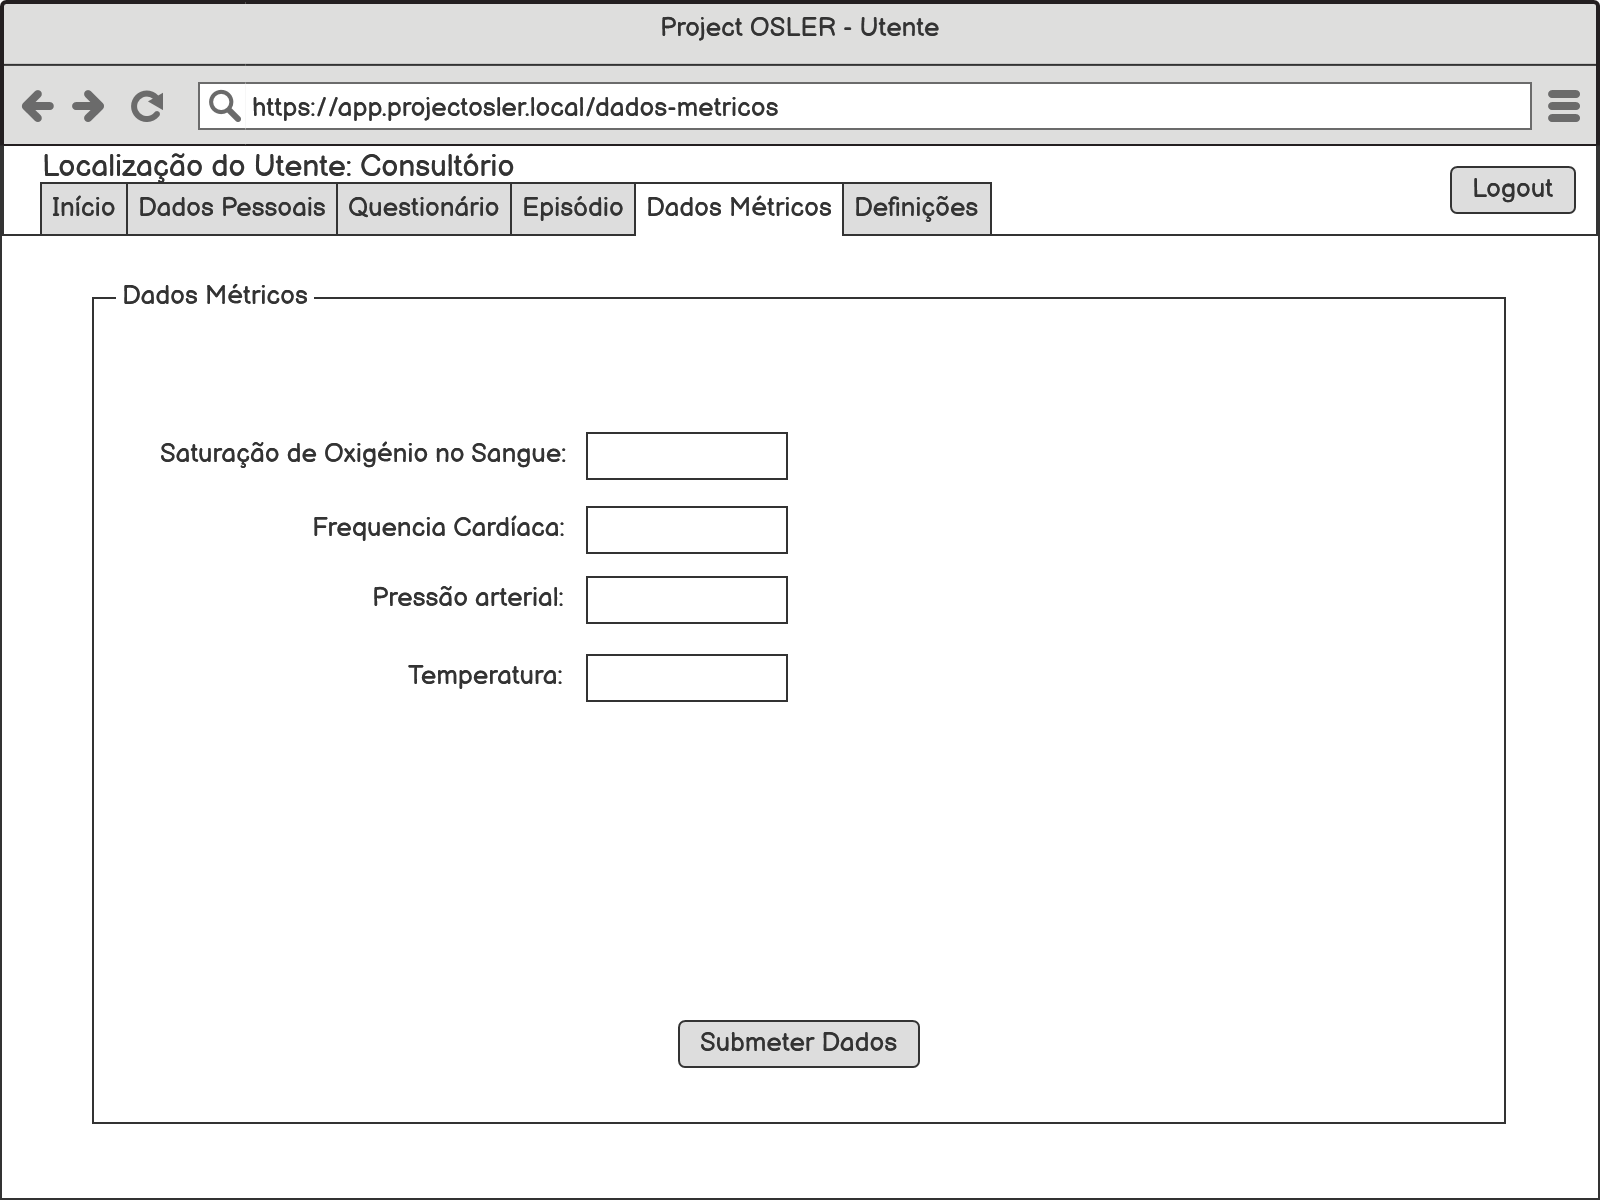 Project OSLER - Utente
https://app.projectosler.local/dados-metricos
Localização do Utente: Consultório
Logout
Início Dados Pessoais Questionário Episódio Dados Métricos Definições
Dados Métricos
Saturação de Oxigénio no Sangue:
Frequencia Cardíaca:
Pressão arterial:
Temperatura:
Submeter Dados